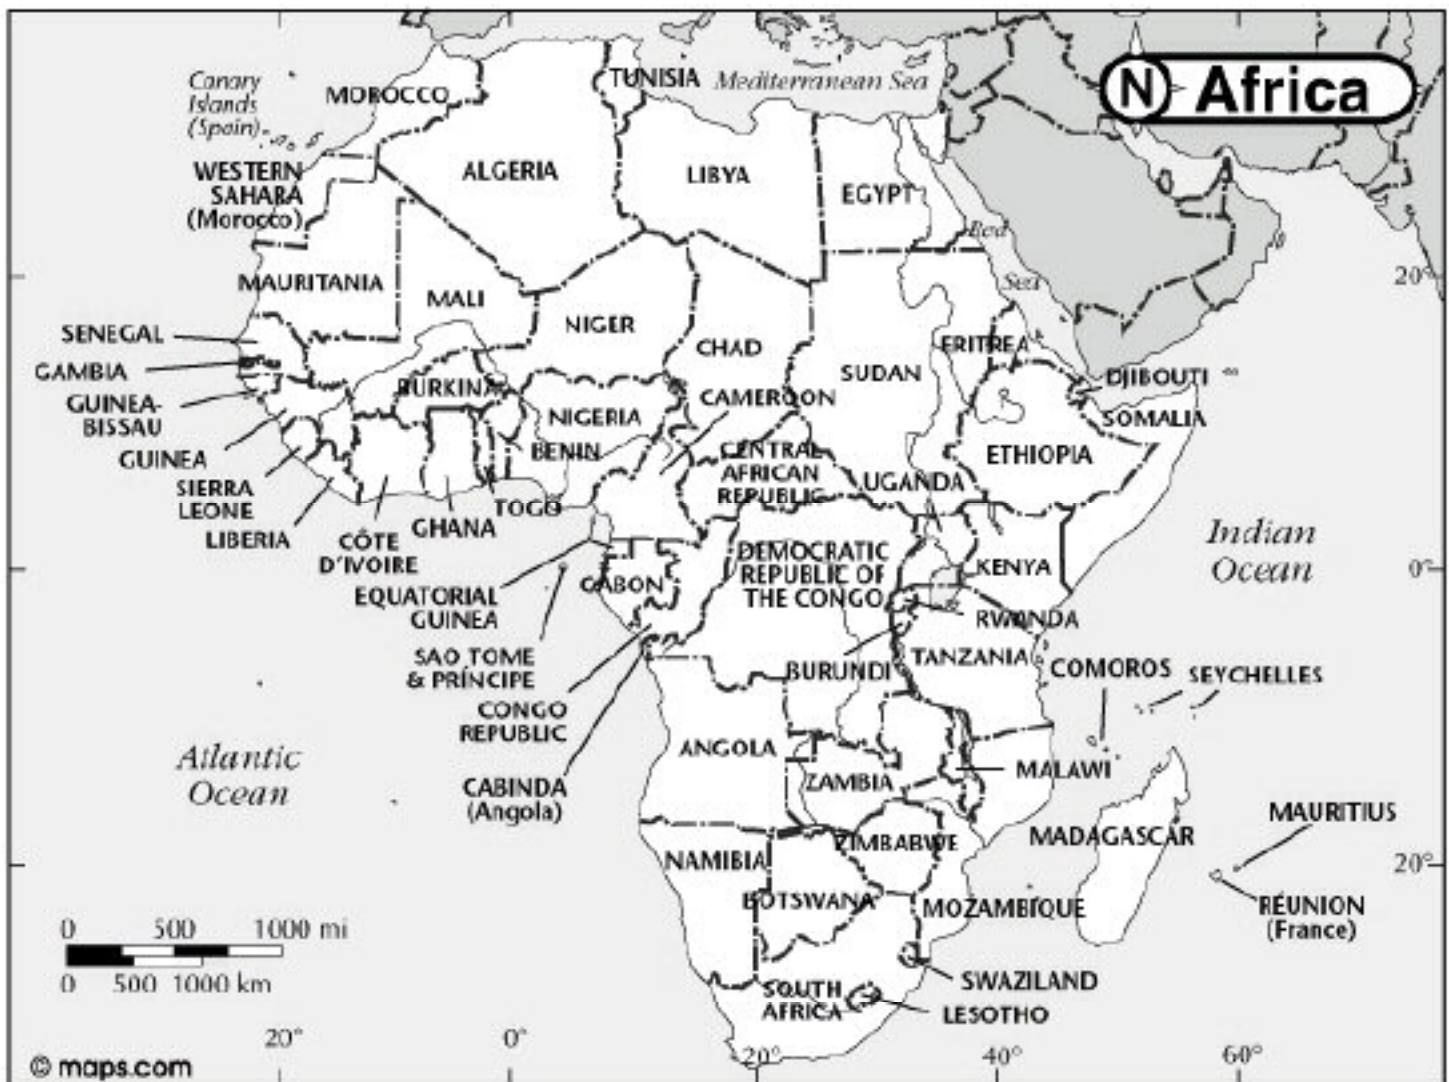 N Africa
Canary
Islands
(Spain)
MOROCCO
TUNISIA
Mediterranean Sea
WESTERN
SAHARA
(Morocco)
ALGERIA
LIBYA
EGYPT
Red
Sea
20°
MAURITANIA
MALI
NIGER
CHAD
SUDAN
ERITREA
DJIBOUTI
SOMALIA
SENEGAL
GAMBIA
GUINEA-
BISSAU
GUINEA
SIERRA
LEONE
LIBERIA
CÔTE
D'IVOIRE
GHANA
TOGO
BENIN
BURKINA
NIGERIA
CAMEROON
CENTRAL
AFRICAN
REPUBLIC
ETHIOPIA
UGANDA
KENYA
Indian
Ocean
0°
DEMOCRATIC
REPUBLIC OF
THE CONGO
GABON
EQUATORIAL
GUINEA
SAO TOME
& PRÍNCIPE
CONGO
REPUBLIC
CABINDA
(Angola)
RWANDA
BURUNDI
TANZANIA
COMOROS
SEYCHELLES
Atlantic
Ocean
ANGOLA
ZAMBIA
MALAWI
MADAGASCAR
MAURITIUS
RÉUNION
(France)
20°
NAMIBIA
ZIMBABWE
BOTSWANA
MOZAMBIQUE
SWAZILAND
LESOTHO
SOUTH
AFRICA
0 500 1000 mi
0 500 1000 km
20° 0° 20° 40° 60°
© maps.com